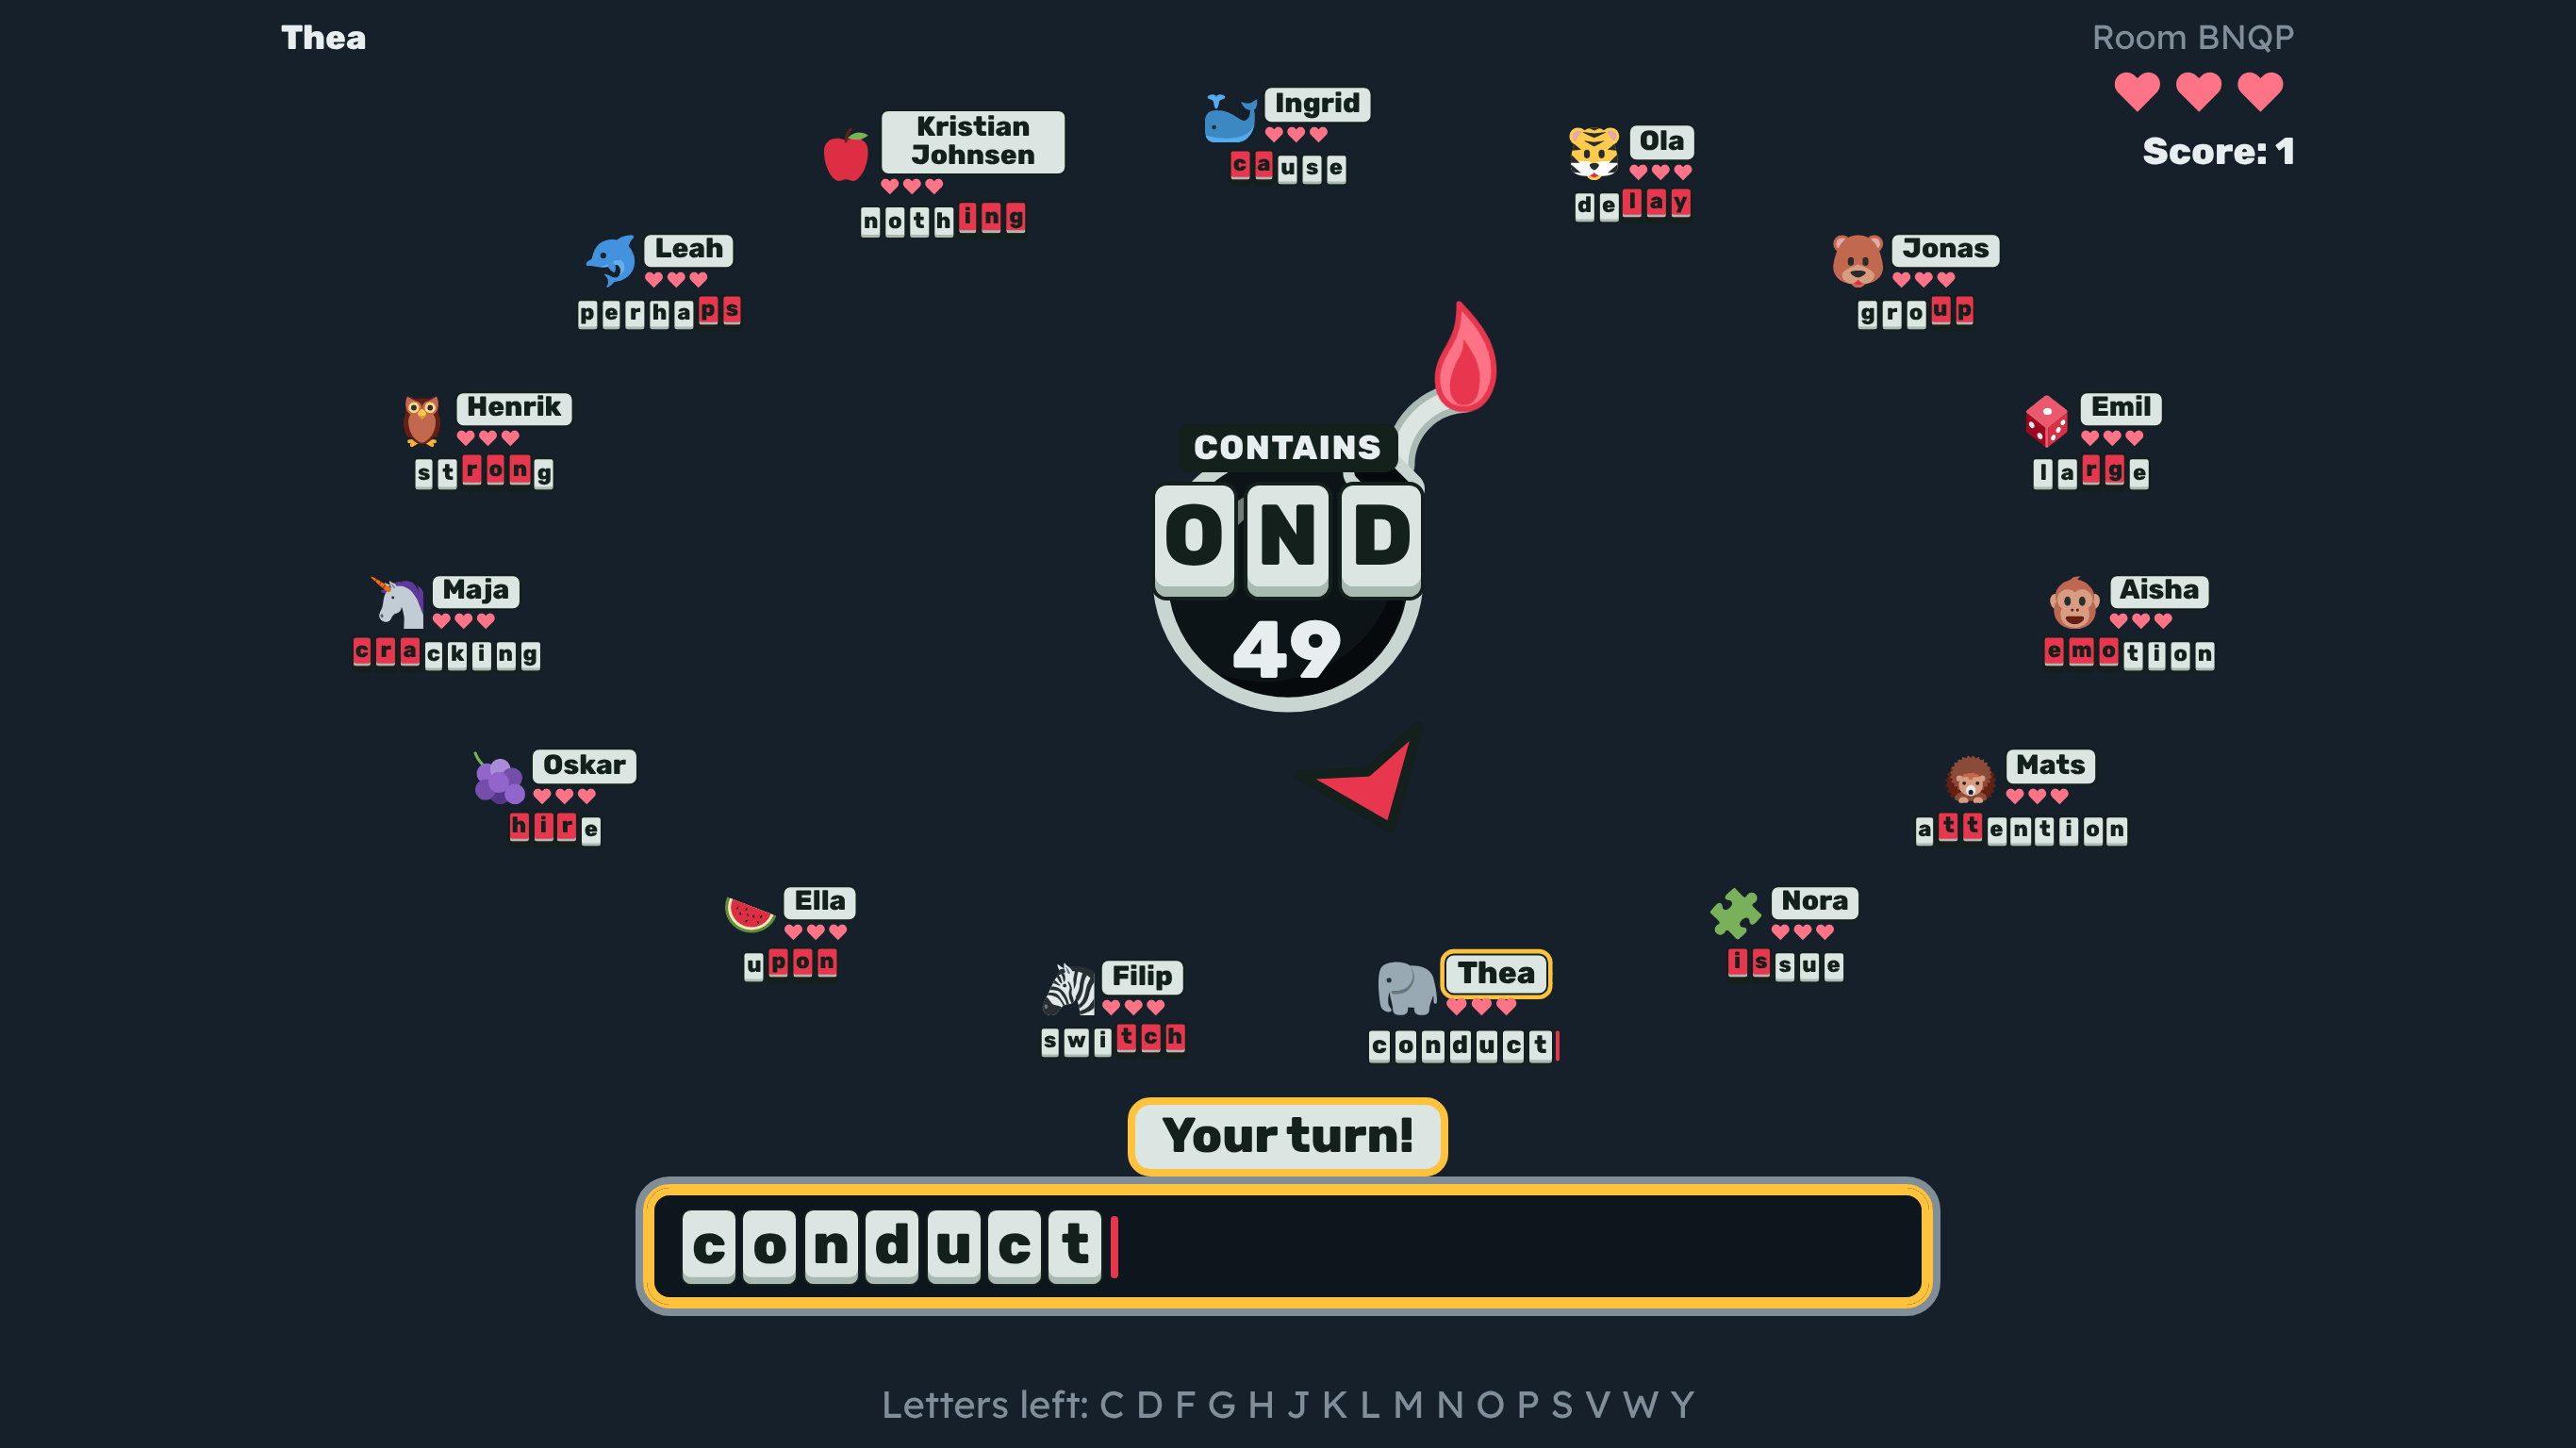 Thea
Room BNQP
Score: 1
Ingrid
cause
Kristian
Johnsen
nothing
Ola
delay
Leah
perhaps
Jonas
group
Henrik
strong
Emil
large
CONTAINS
OND
49
Maja
cracking
Aisha
emotion
Oskar
hire
Mats
attention
Ella
upon
Nora
issue
Filip
switch
Thea
conduct
Your turn!
conduct
Letters left: C D F G H J K L M N O P S V W Y